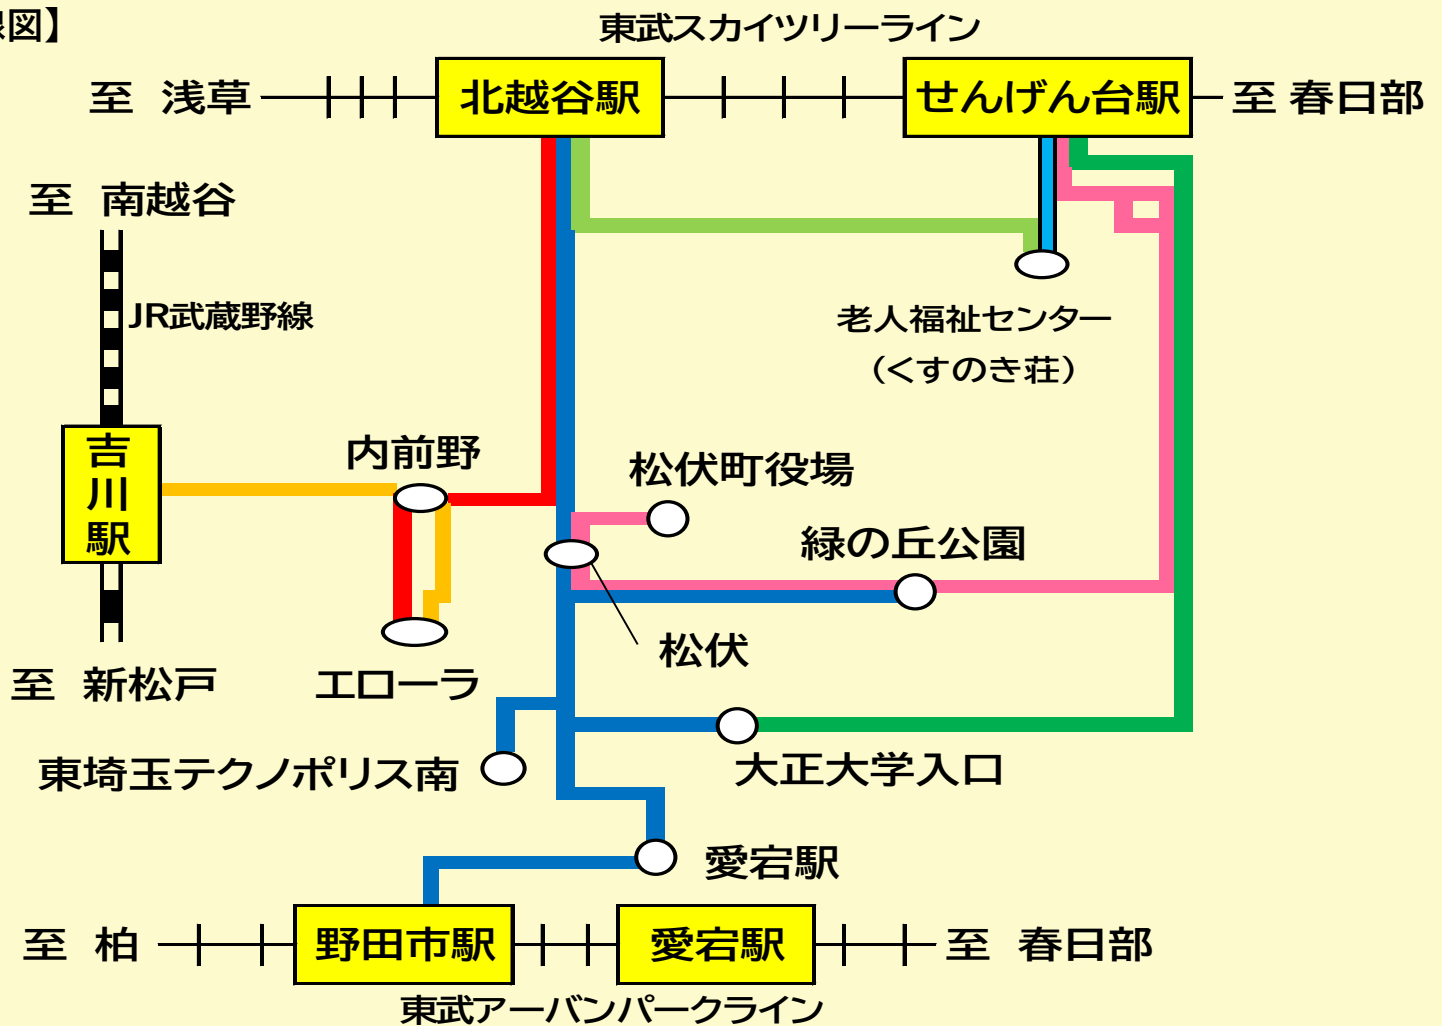 線図】
東武スカイツリーライン
至 浅草
北越谷駅
せんげん台駅
至 春日部
至 南越谷
JR武蔵野線
老人福祉センター
（くすのき荘）
吉川駅
内前野
松伏町役場
緑の丘公園
松伏
至 新松戸
エローラ
東埼玉テクノポリス南
大正大学入口
愛宕駅
至 柏
野田市駅
愛宕駅
至 春日部
東武アーバンパークライン